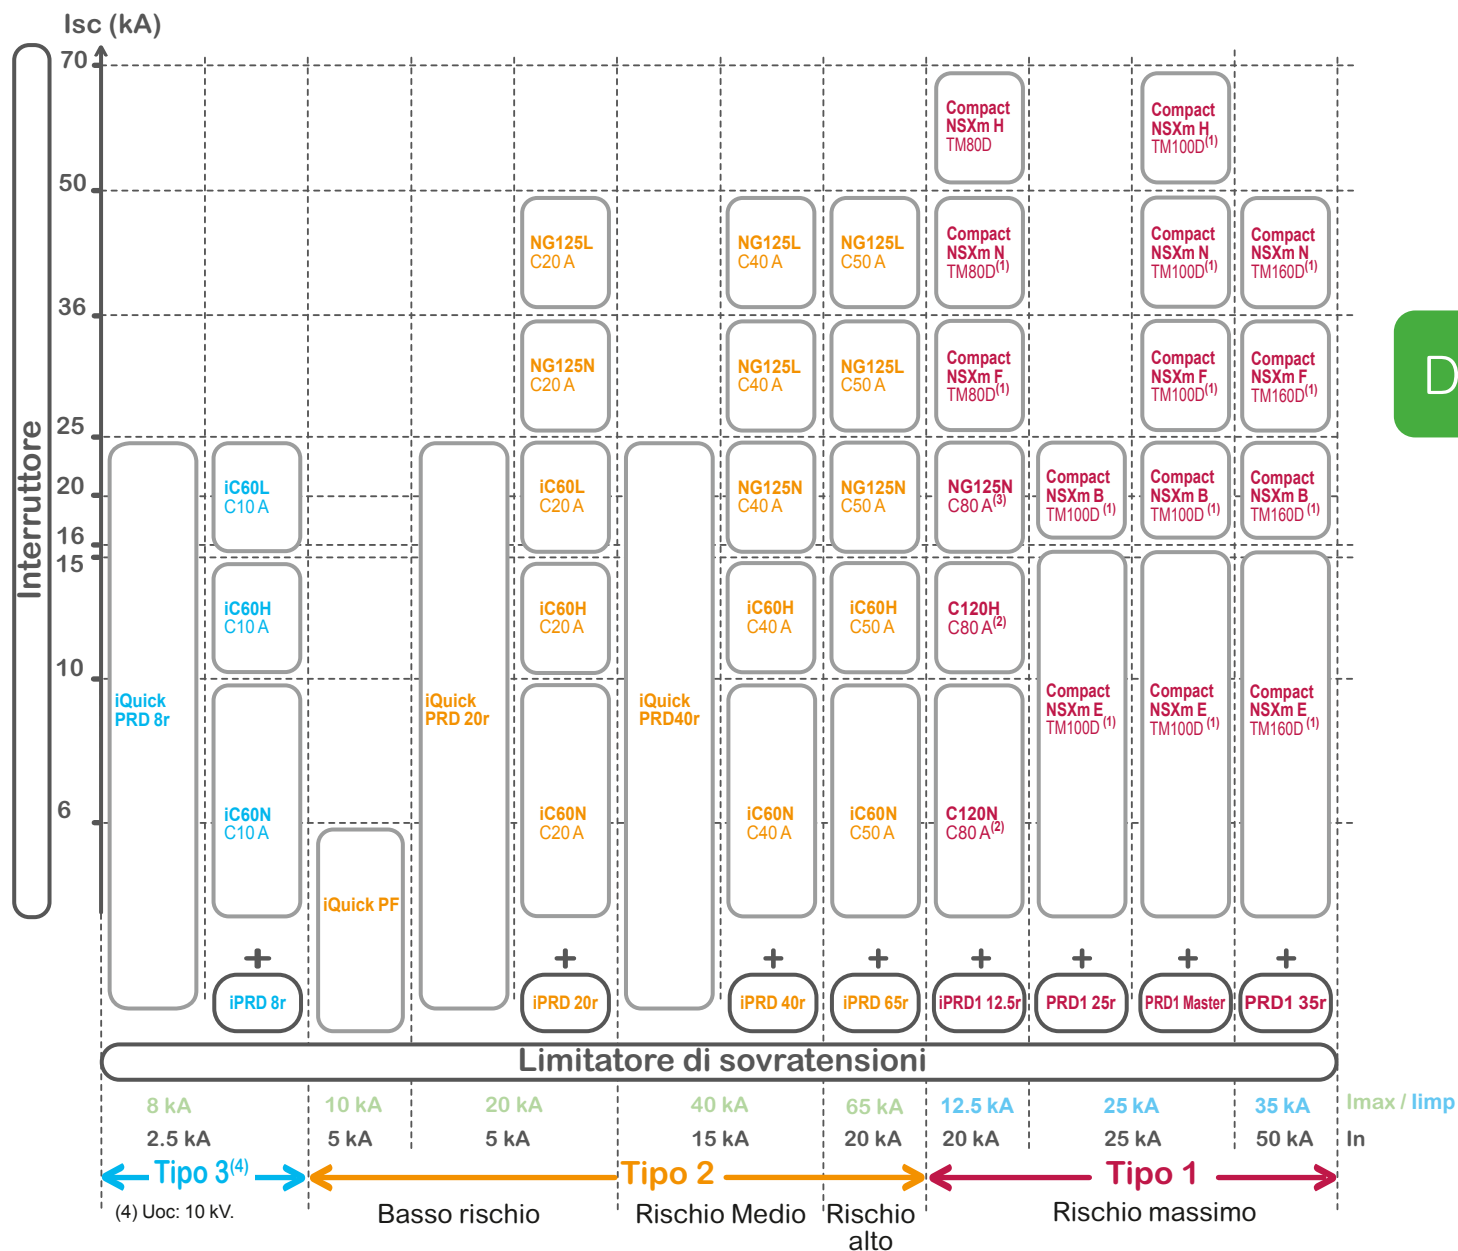 Isc (kA)
Interruttore
70
50
36
25
20
16
15
10
6
Compact
NSXm H
TM80D
Compact
NSXm H
TM100D(1)
NG125L
C20 A
NG125L
C40 A
NG125L
C50 A
Compact
NSXm N
TM80D(1)
Compact
NSXm N
TM100D(1)
Compact
NSXm N
TM160D(1)
NG125N
C20 A
NG125L
C40 A
NG125L
C50 A
Compact
NSXm F
TM80D(1)
Compact
NSXm F
TM100D(1)
Compact
NSXm F
TM160D(1)
D
iC60L
C10 A
iC60L
C20 A
NG125N
C40 A
NG125N
C50 A
NG125N
C80 A(3)
Compact
NSXm B
TM100D(1)
Compact
NSXm B
TM100D(1)
Compact
NSXm B
TM160D(1)
iC60H
C10 A
iC60H
C20 A
iC60H
C40 A
iC60H
C50 A
C120H
C80 A(2)
iQuick
PRD 8r
iQuick
PRD 20r
iQuick
PRD40r
Compact
NSXm E
TM100D(1)
Compact
NSXm E
TM100D(1)
Compact
NSXm E
TM160D(1)
iC60N
C10 A
iC60N
C20 A
iC60N
C40 A
iC60N
C50 A
C120N
C80 A(2)
iQuick PF
+ + + + + + + +
iPRD 8r
iPRD 20r
iPRD 40r
iPRD 65r
iPRD1 12.5r
PRD1 25r
PRD1 Master
PRD1 35r
Limitatore di sovratensioni
8 kA 10 kA 20 kA 40 kA 65 kA 12.5 kA 25 kA 35 kA Imax / limp
2.5 kA 5 kA 5 kA 15 kA 20 kA 20 kA 25 kA 50 kA In
Tipo 3(4) Tipo 2 Tipo 1
(4) Uoc: 10 kV.
Basso rischio
Rischio Medio
Rischio
alto
Rischio massimo